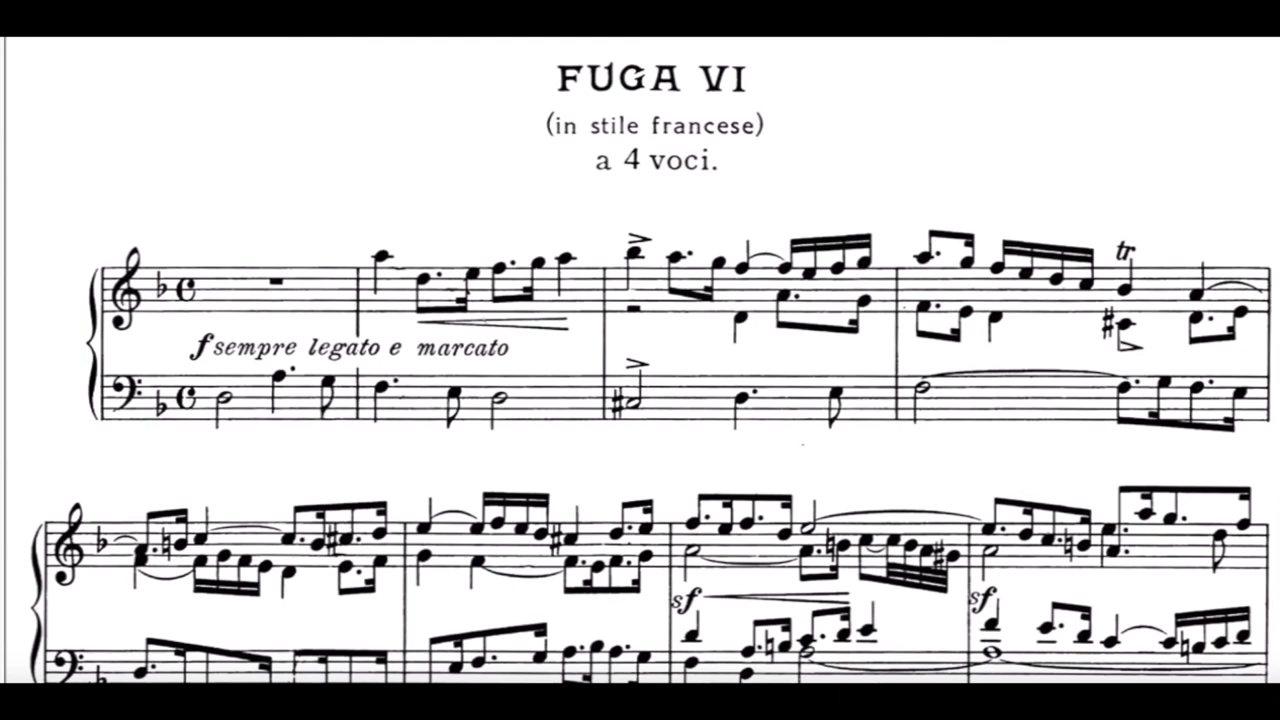 FUGA VI
(in stile francese)
a 4 voci.
tr
f sempre legato e marcato
sf
sf